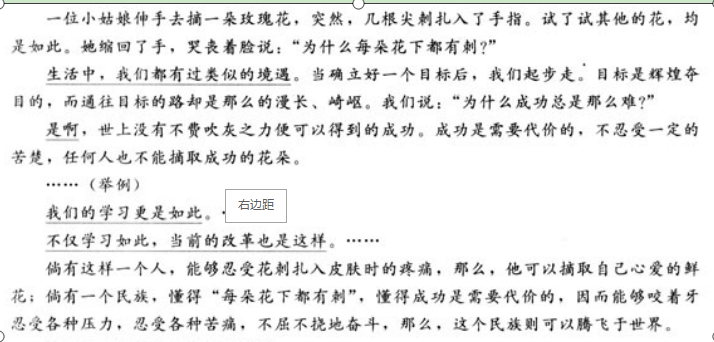 一位小姑娘伸手去摘一朵玫瑰花，突然，几根尖刺扎入了手指。试了试其他的花，均
是如此。她缩回了手，哭丧着脸说：“为什么每朵花下都有刺？”
生活中，我们都有过类似的境遇。当确立好一个目标后，我们起步走。目标是辉煌夺
目的，而通往目标的路却是那么的漫长、崎岖。我们说：“为什么成功总是那么难？”
是啊，世上没有不费吹灰之力便可以得到的成功。成功是需要代价的，不忍受一定的
苦楚，任何人也不能摘取成功的花朵。
……（举例）
我们的学习更是如此。
右边距
不仅学习如此，当前的改革也是这样。……
倘有这样一个人，能够忍受花刺扎入皮肤时的疼痛，那么，他可以摘取自己心爱的鲜
花；倘有一个民族，懂得“每朵花下都有刺”，懂得成功是需要代价的，因而能够咬着牙
忍受各种压力，忍受各种苦痛，不屈不挠地奋斗，那么，这个民族则可以腾飞于世界。